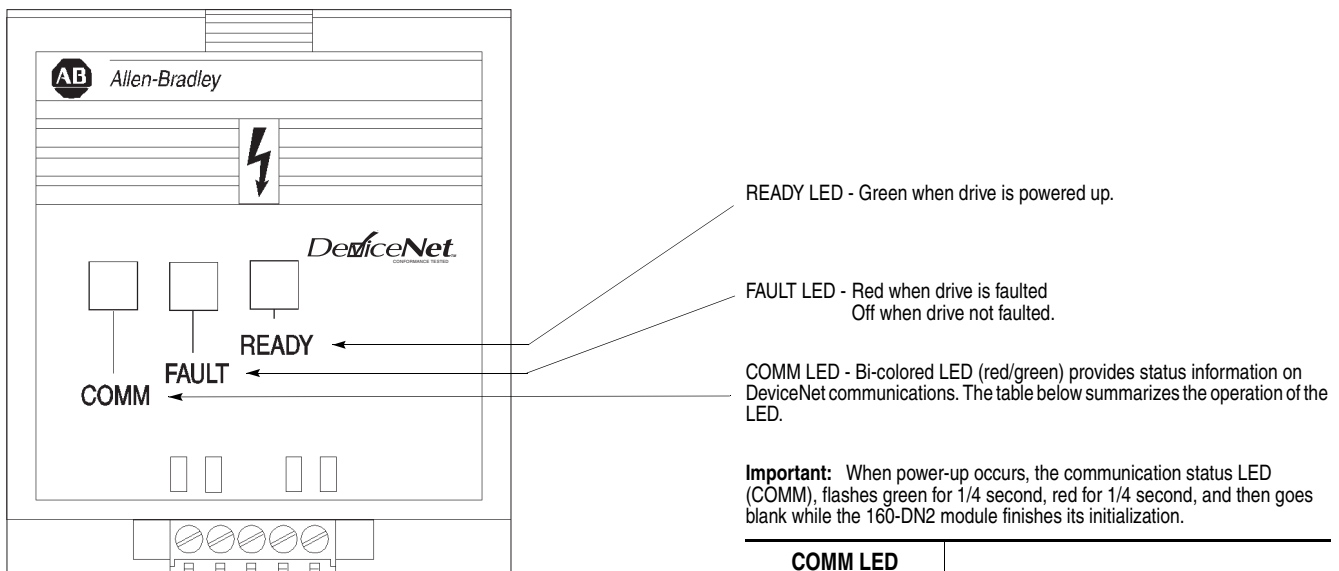 AB Allen-Bradley
DeviceNet™
CONFORMANCE TESTED
READY
FAULT
COMM
READY LED - Green when drive is powered up.
FAULT LED - Red when drive is faulted
Off when drive not faulted.
COMM LED - Bi-colored LED (red/green) provides status information on
DeviceNet communications. The table below summarizes the operation of the
LED.
Important: When power-up occurs, the communication status LED
(COMM), flashes green for 1/4 second, red for 1/4 second, and then goes
blank while the 160-DN2 module finishes its initialization.
COMM LED